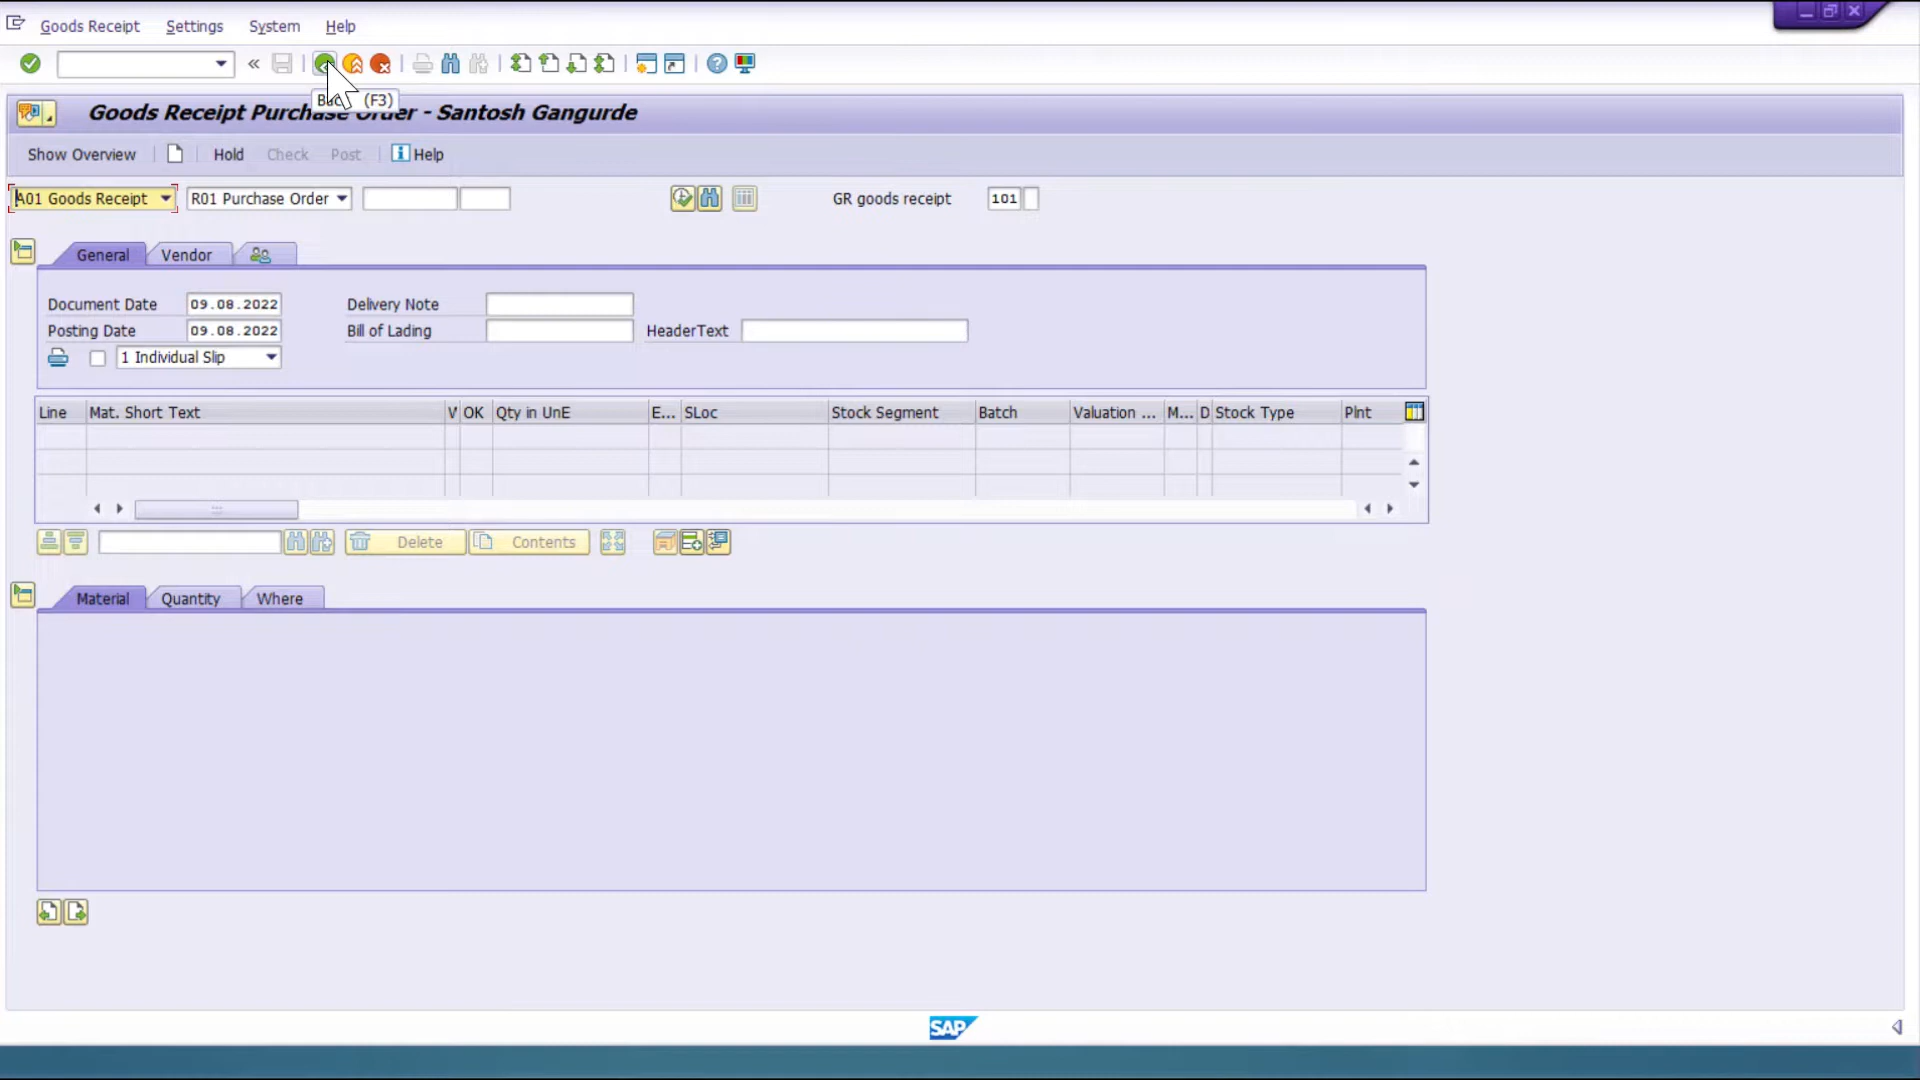 Goods Receipt Settings System Help
Back (F3)
Goods Receipt Purchase Order - Santosh Gangurde
Show Overview Hold Check Post Help
A01 Goods Receipt R01 Purchase Order GR goods receipt 101
General Vendor
Document Date 09.08.2022 Delivery Note
Posting Date 09.08.2022 Bill of Lading HeaderText
1 Individual Slip
Line Mat. Short Text V OK Qty in UnE E... SLoc Stock Segment Batch Valuation ... M... D Stock Type Plnt
Delete Contents
Material Quantity Where
SAP